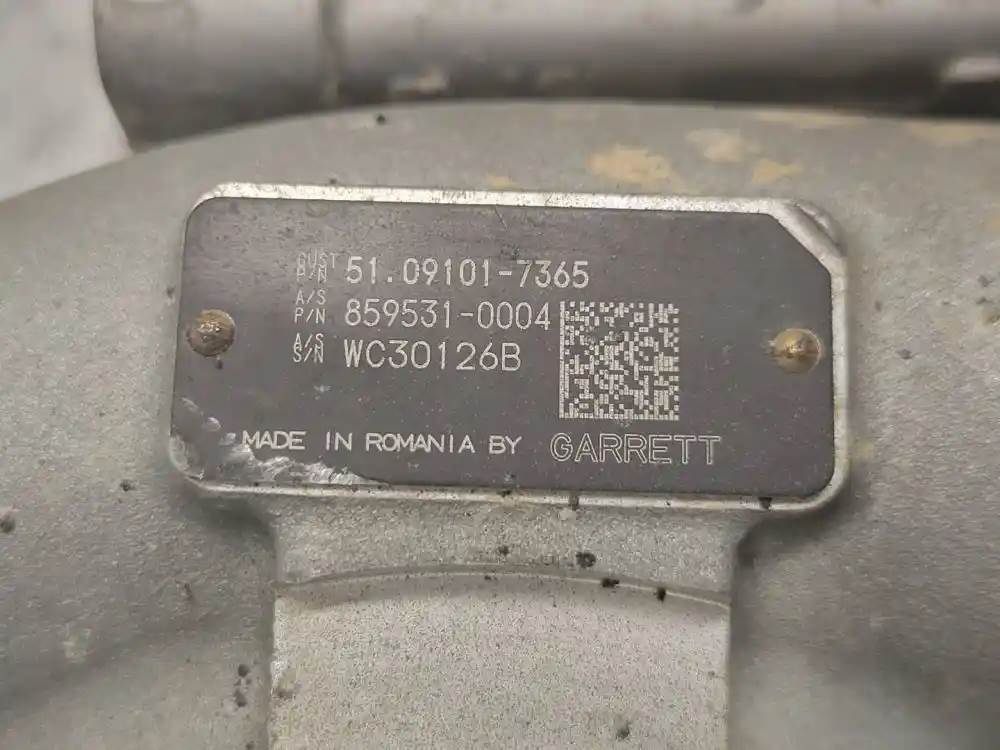 CUST P/N 51.09101-7365
A/S P/N 859531-0004
A/S S/N WC30126B
MADE IN ROMANIA BY GARRETT